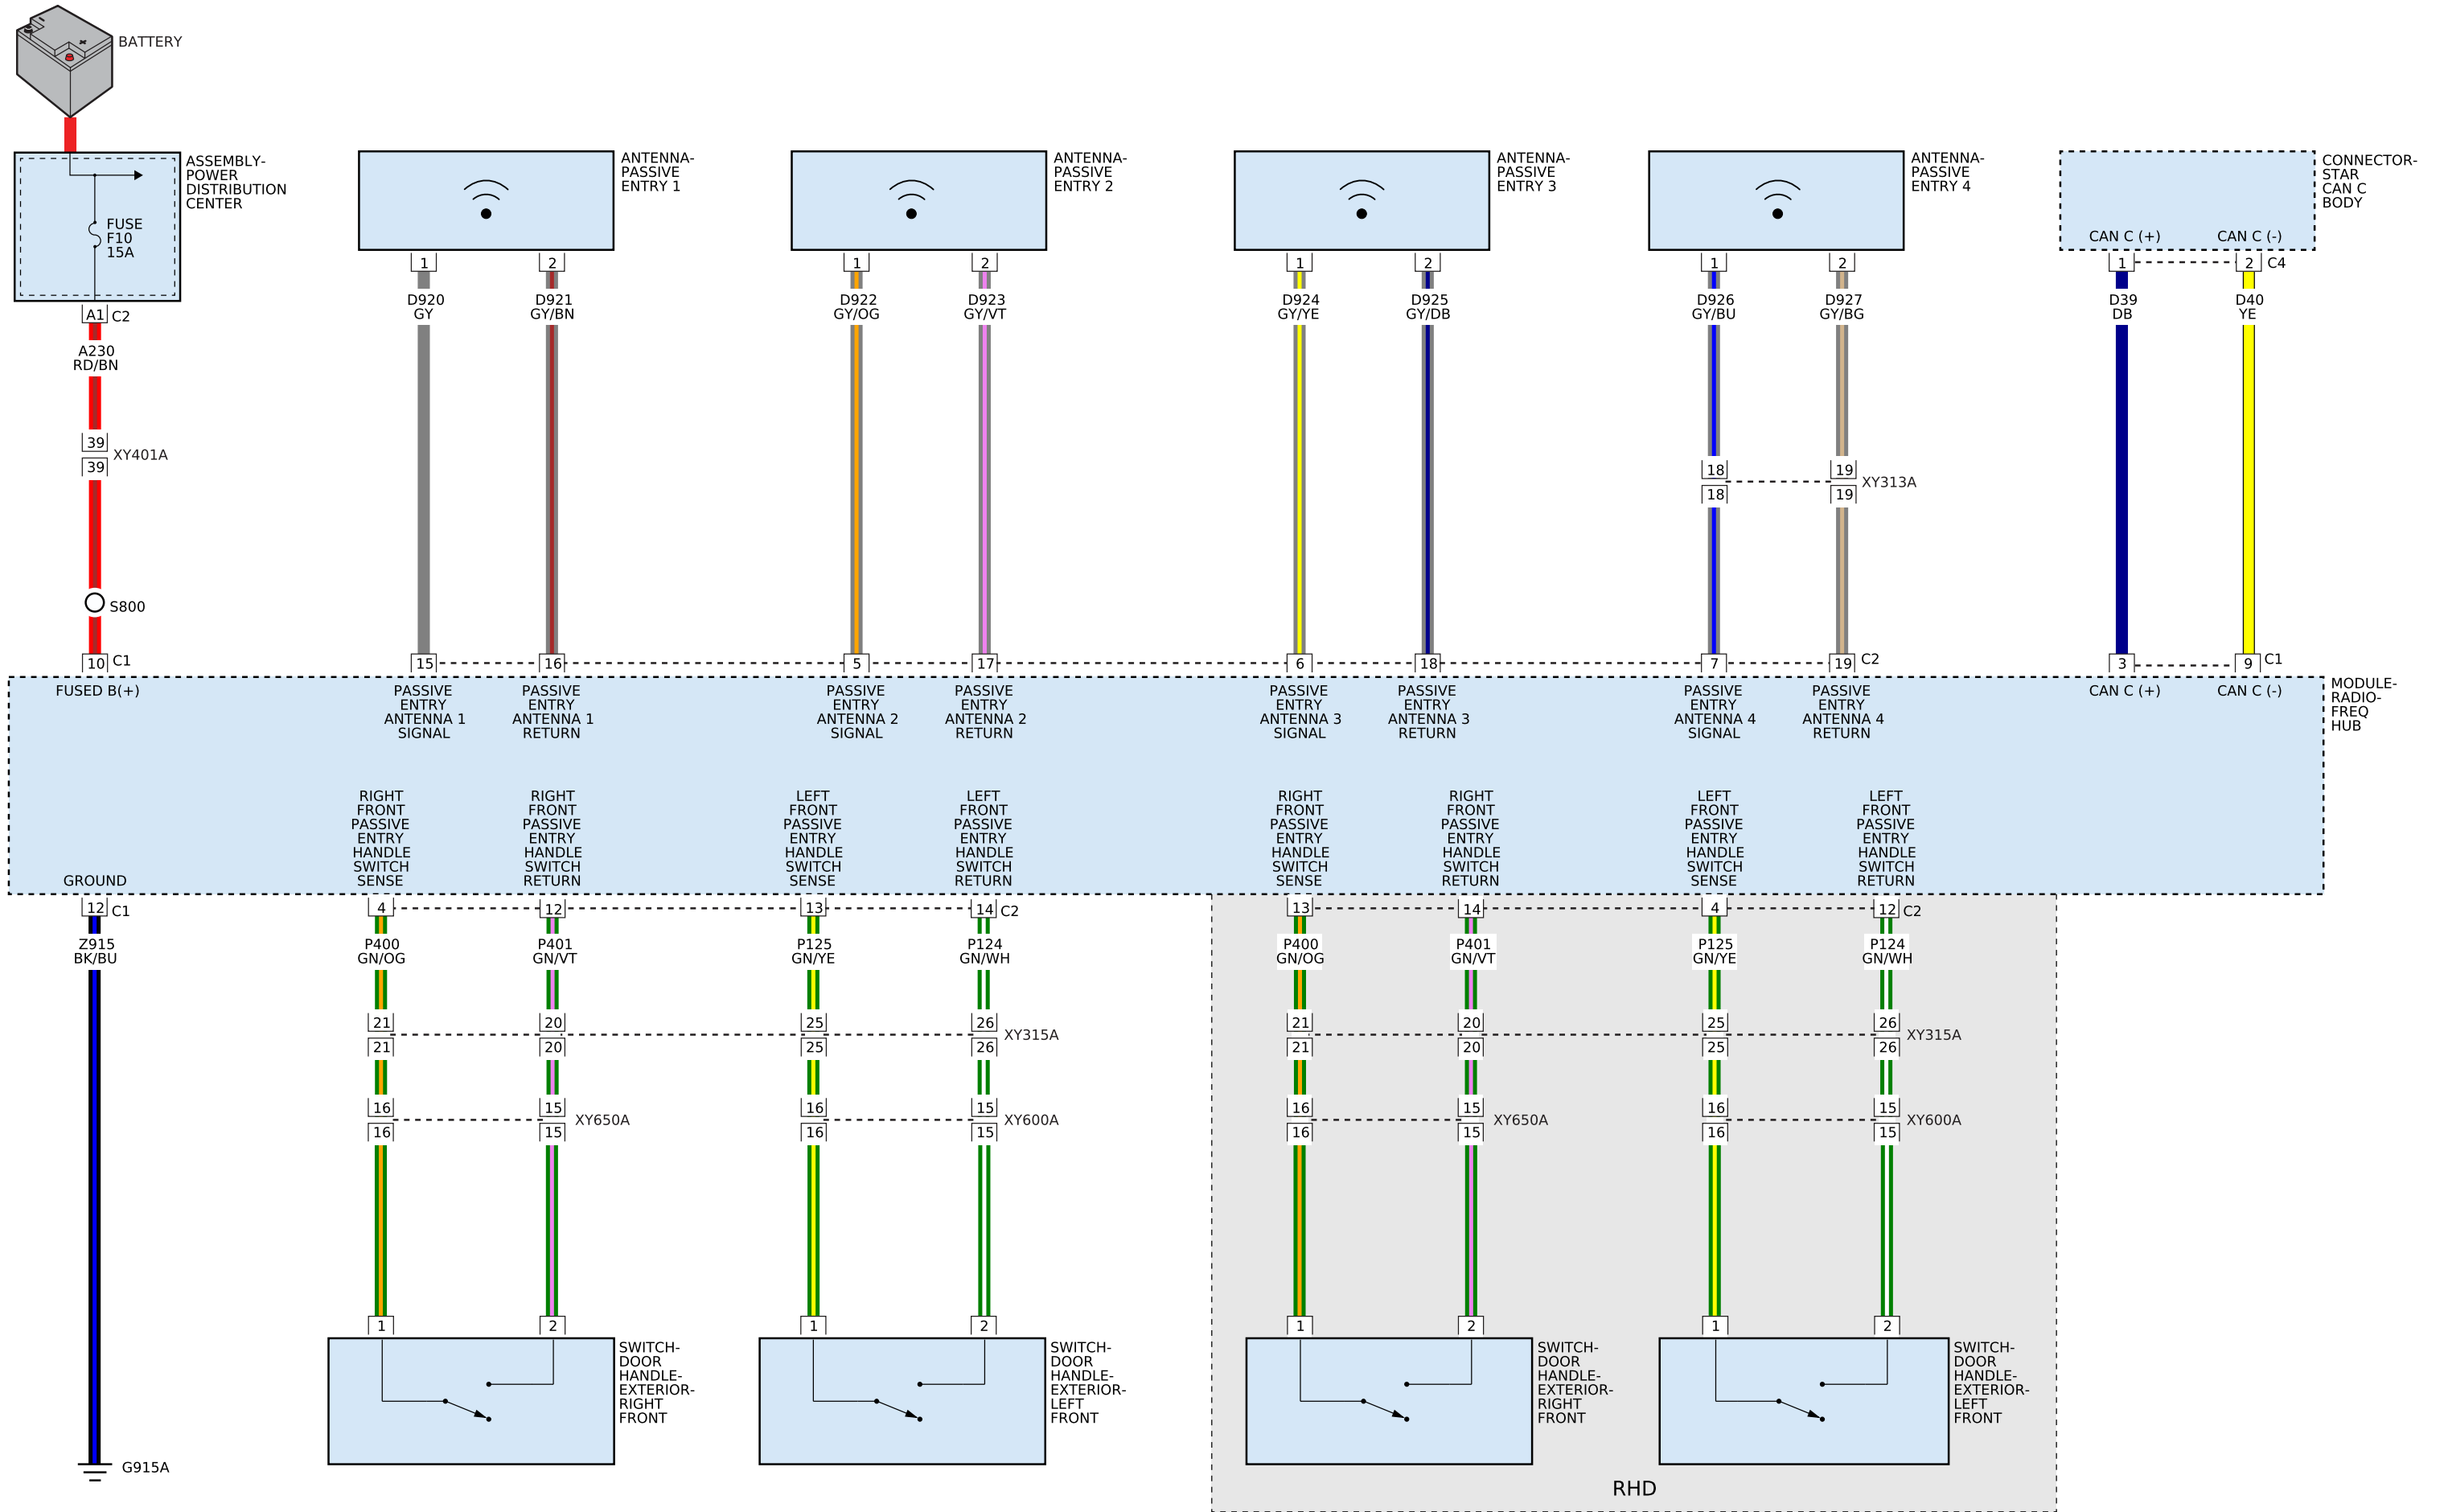 BATTERY
ASSEMBLY-
POWER
DISTRIBUTION
CENTER
FUSE
F10
15A
ANTENNA-
PASSIVE
ENTRY 1
ANTENNA-
PASSIVE
ENTRY 2
ANTENNA-
PASSIVE
ENTRY 3
ANTENNA-
PASSIVE
ENTRY 4
CONNECTOR-
STAR
CAN C
BODY
CAN C (+)
CAN C (-)
A1 C2
1
2
1
2
1
2
1
2
1
2 C4
A230
RD/BN
D920
GY
D921
GY/BN
D922
GY/OG
D923
GY/VT
D924
GY/YE
D925
GY/DB
D926
GY/BU
D927
GY/BG
D39
DB
D40
YE
39
39
XY401A
18
18
19
19
XY313A
S800
10 C1
15
16
5
17
6
18
7
19 C2
3
9 C1
MODULE-
RADIO-
FREQ
HUB
FUSED B(+)
PASSIVE
ENTRY
ANTENNA 1
SIGNAL
PASSIVE
ENTRY
ANTENNA 1
RETURN
PASSIVE
ENTRY
ANTENNA 2
SIGNAL
PASSIVE
ENTRY
ANTENNA 2
RETURN
PASSIVE
ENTRY
ANTENNA 3
SIGNAL
PASSIVE
ENTRY
ANTENNA 3
RETURN
PASSIVE
ENTRY
ANTENNA 4
SIGNAL
PASSIVE
ENTRY
ANTENNA 4
RETURN
CAN C (+)
CAN C (-)
GROUND
RIGHT
FRONT
PASSIVE
ENTRY
HANDLE
SWITCH
SENSE
RIGHT
FRONT
PASSIVE
ENTRY
HANDLE
SWITCH
RETURN
LEFT
FRONT
PASSIVE
ENTRY
HANDLE
SWITCH
SENSE
LEFT
FRONT
PASSIVE
ENTRY
HANDLE
SWITCH
RETURN
RIGHT
FRONT
PASSIVE
ENTRY
HANDLE
SWITCH
SENSE
RIGHT
FRONT
PASSIVE
ENTRY
HANDLE
SWITCH
RETURN
LEFT
FRONT
PASSIVE
ENTRY
HANDLE
SWITCH
SENSE
LEFT
FRONT
PASSIVE
ENTRY
HANDLE
SWITCH
RETURN
12 C1
4
12
13
14 C2
13
14
4
12 C2
Z915
BK/BU
P400
GN/OG
P401
GN/VT
P125
GN/YE
P124
GN/WH
P400
GN/OG
P401
GN/VT
P125
GN/YE
P124
GN/WH
21
21
20
20
25
25
26
26
XY315A
21
21
20
20
25
25
26
26
XY315A
16
16
15
15
XY650A
16
16
15
15
XY600A
16
16
15
15
XY650A
16
16
15
15
XY600A
1
2
1
2
1
2
1
2
SWITCH-
DOOR
HANDLE-
EXTERIOR-
RIGHT
FRONT
SWITCH-
DOOR
HANDLE-
EXTERIOR-
LEFT
FRONT
SWITCH-
DOOR
HANDLE-
EXTERIOR-
RIGHT
FRONT
SWITCH-
DOOR
HANDLE-
EXTERIOR-
LEFT
FRONT
G915A
RHD